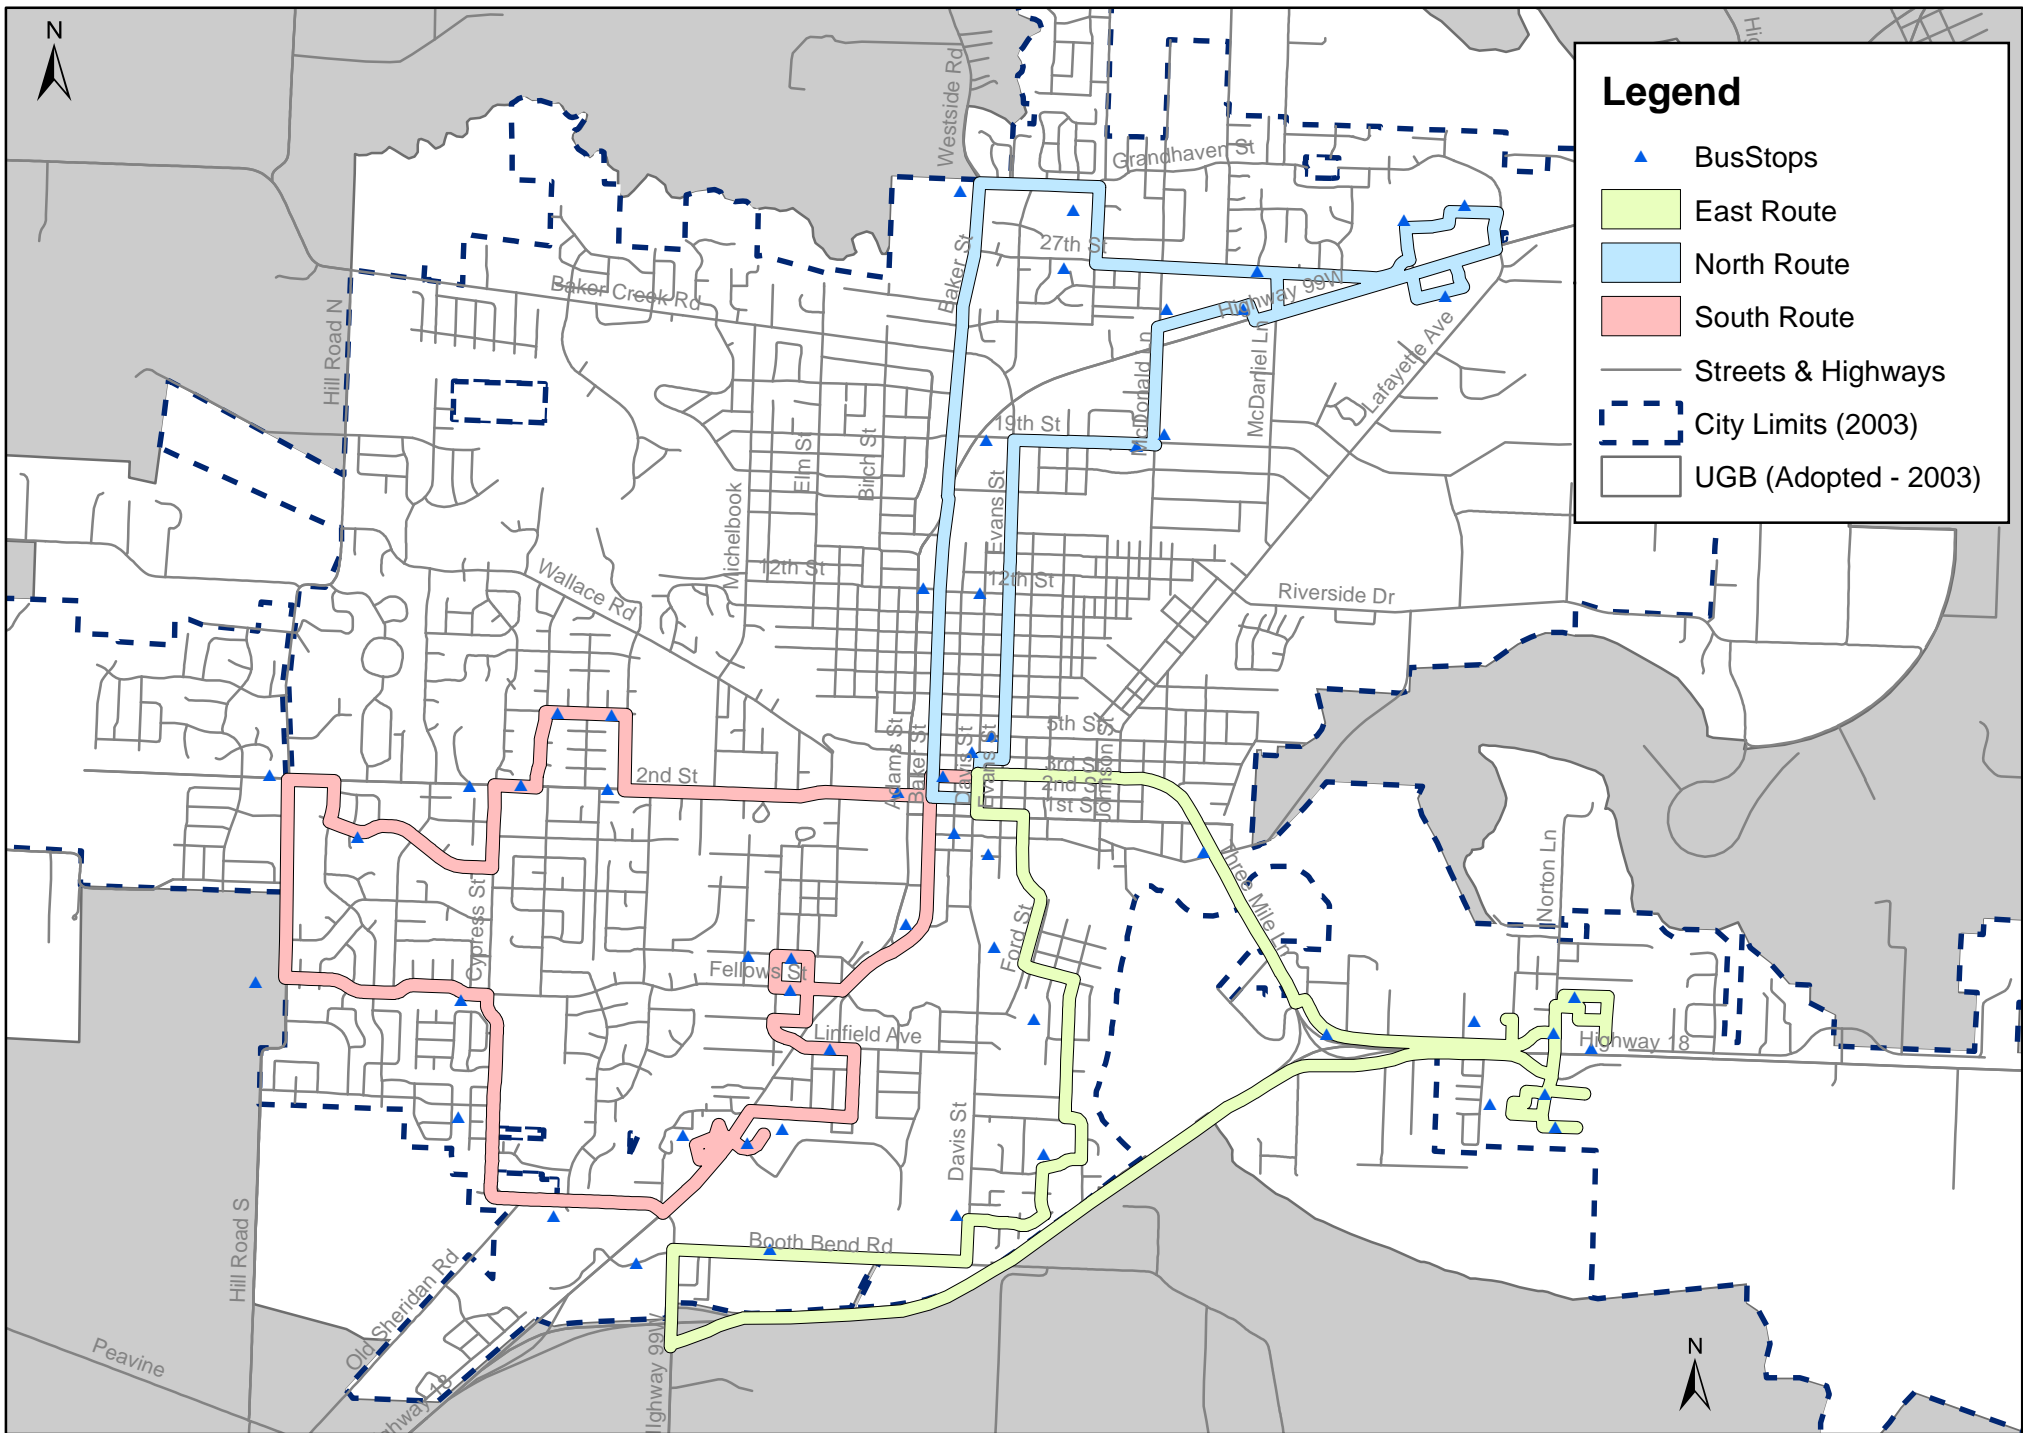 N
Legend
BusStops
East Route
North Route
South Route
Streets & Highways
City Limits (2003)
UGB (Adopted - 2003)
Westside Rd
Grandhaven St
27th St
Baker St
Baker Creek Rd
Highway 99W
Hill Road N
McDonald Ln
McDaniel Ln
Lafayette Ave
19th St
Elm St
Birch St
Michelbook
Evans St
12th St
12th St
Wallace Rd
Riverside Dr
5th St
Adams St
Baker St
Davis St
Evans St
Johnson St
3rd St
2nd St
2nd St
1st St
Three Mile Ln
Norton Ln
Cypress St
Ford St
Fellows St
Linfield Ave
Highway 18
Davis St
Booth Bend Rd
Hill Road S
Old Sheridan Rd
Peavine
Highway 99W
N